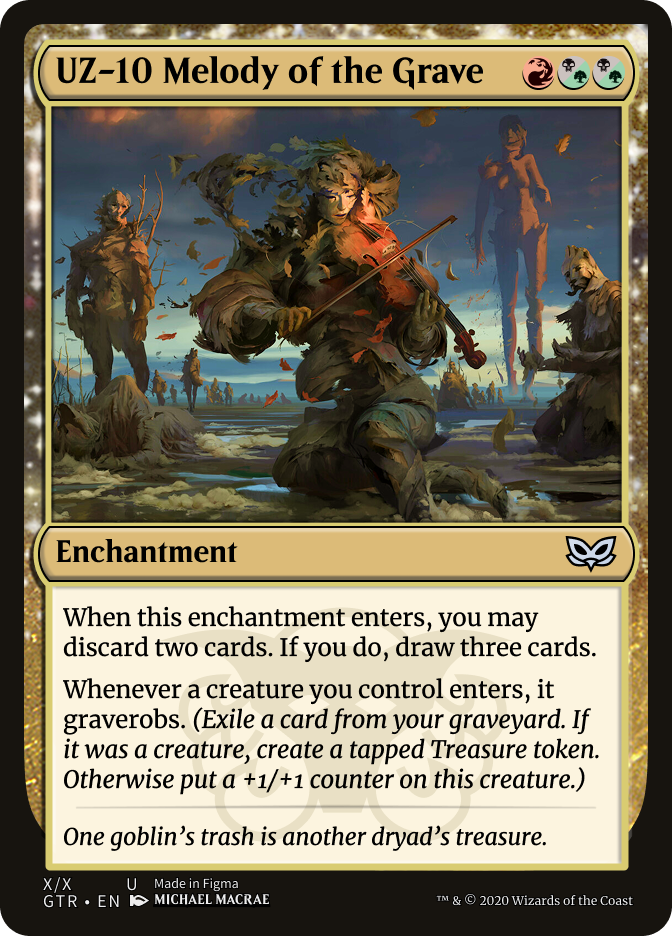 UZ-10 Melody of the Grave
Enchantment
When this enchantment enters, you may
discard two cards. If you do, draw three cards.
Whenever a creature you control enters, it
graverobs. (Exile a card from your graveyard. If
it was a creature, create a tapped Treasure token.
Otherwise put a +1/+1 counter on this creature.)
One goblin's trash is another dryad's treasure.
X/X U Made in Figma
GTR • EN MICHAEL MACRAE ™ & © 2020 Wizards of the Coast